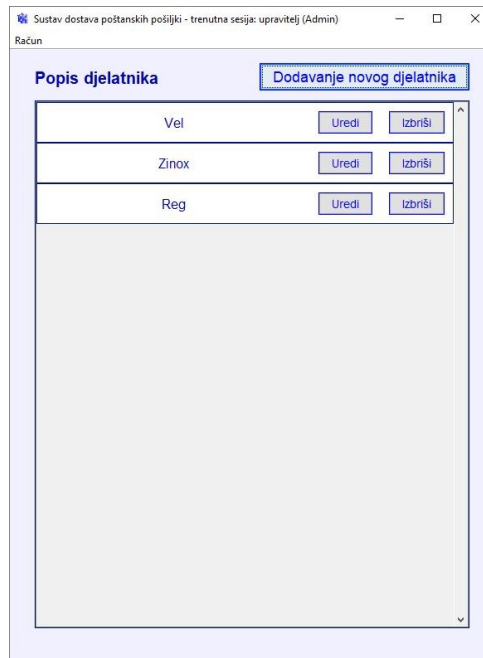 Sustav dostava poštanskih pošiljki - trenutna sesija: upravitelj (Admin)
Račun
Popis djelatnika Dodavanje novog djelatnika
Vel Uredi Izbriši
Zinox Uredi Izbriši
Reg Uredi Izbriši